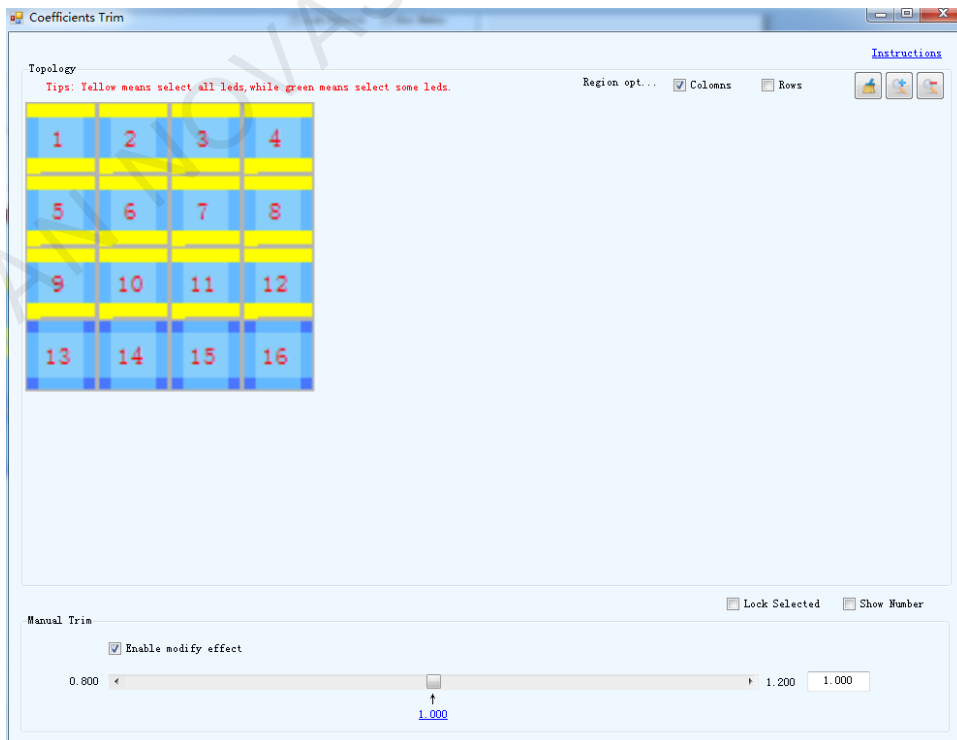 Coefficients Trim
Instructions
Topology
Tips: Yellow means select all leds,while green means select some leds.
Region opt... Colomns Rows
1 2 3 4
5 6 7 8
9 10 11 12
13 14 15 16
Lock Selected Show Number
Manual Trim
Enable modify effect
0.800 1.200 1.000
1.000